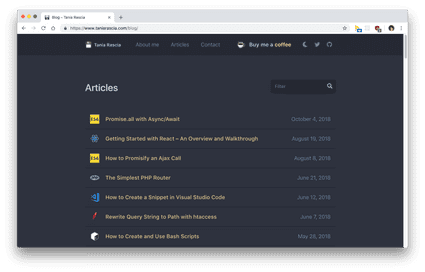 Blog – Tania Rascia
https://www.taniarascia.com/blog/
Tania Rascia About me Articles Contact Buy me a coffee
Articles
Filter
Promise.all with Async/Await October 4, 2018
Getting Started with React – An Overview and Walkthrough August 19, 2018
How to Promisify an Ajax Call August 8, 2018
The Simplest PHP Router June 21, 2018
How to Create a Snippet in Visual Studio Code June 12, 2018
Rewrite Query String to Path with htaccess June 7, 2018
How to Create and Use Bash Scripts May 28, 2018